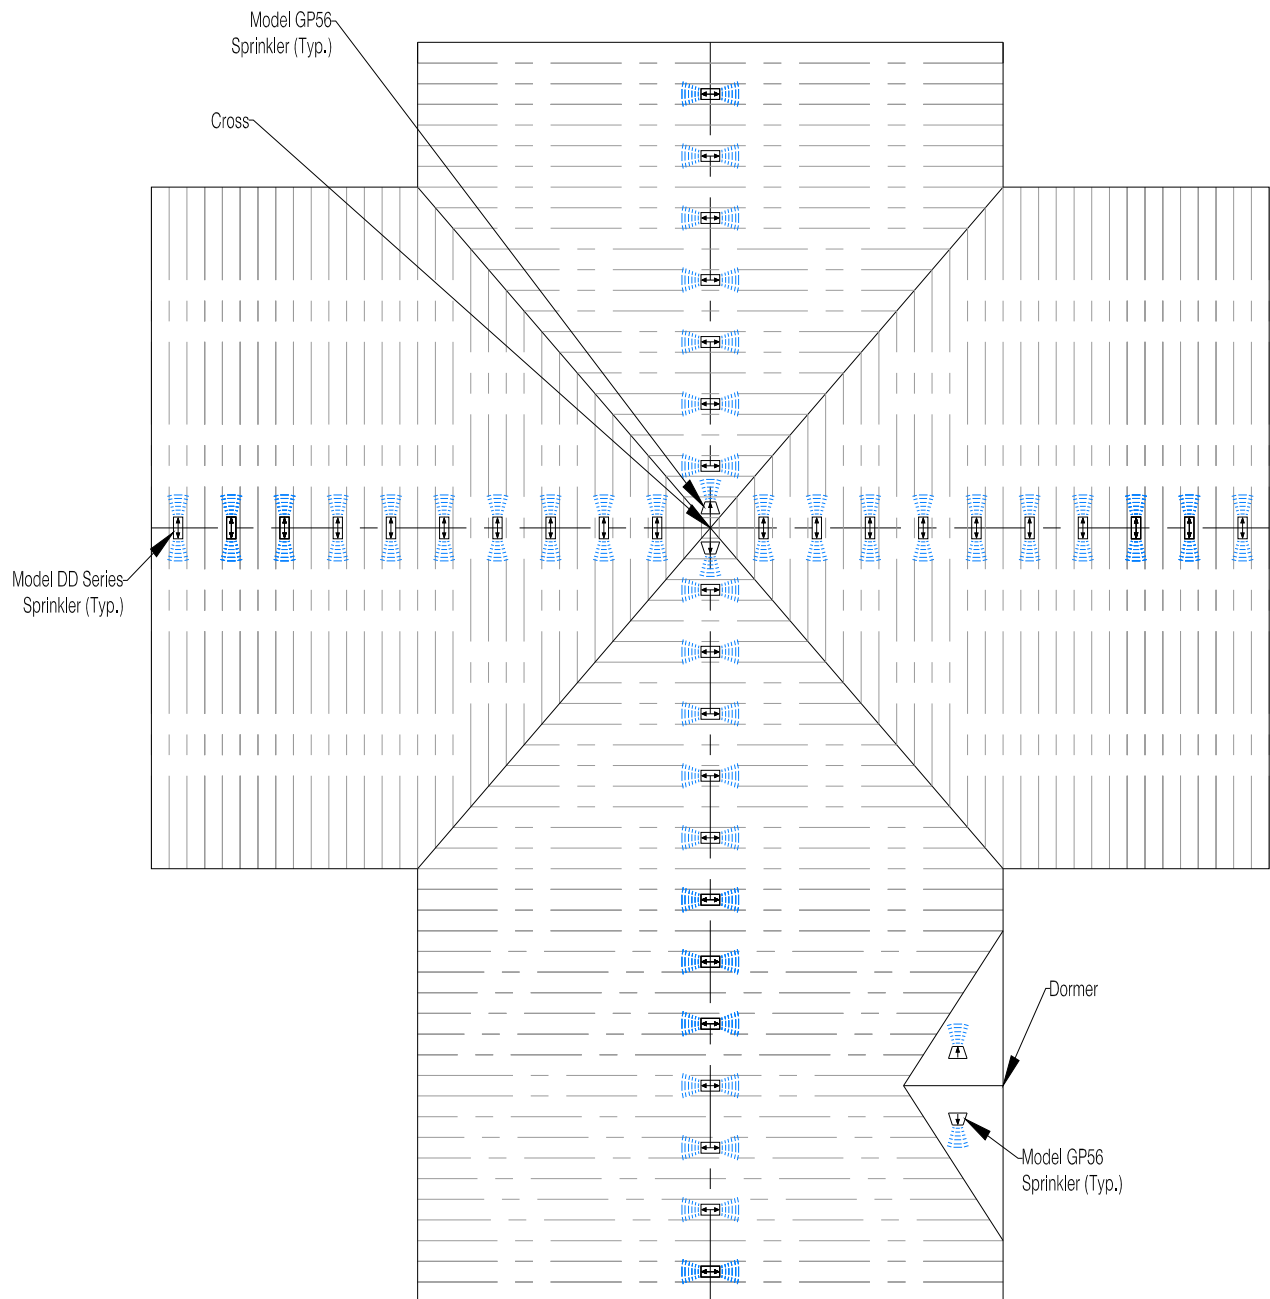 Model GP56
Sprinkler (Typ.)
Cross
Model DD Series
Sprinkler (Typ.)
Dormer
Model GP56
Sprinkler (Typ.)